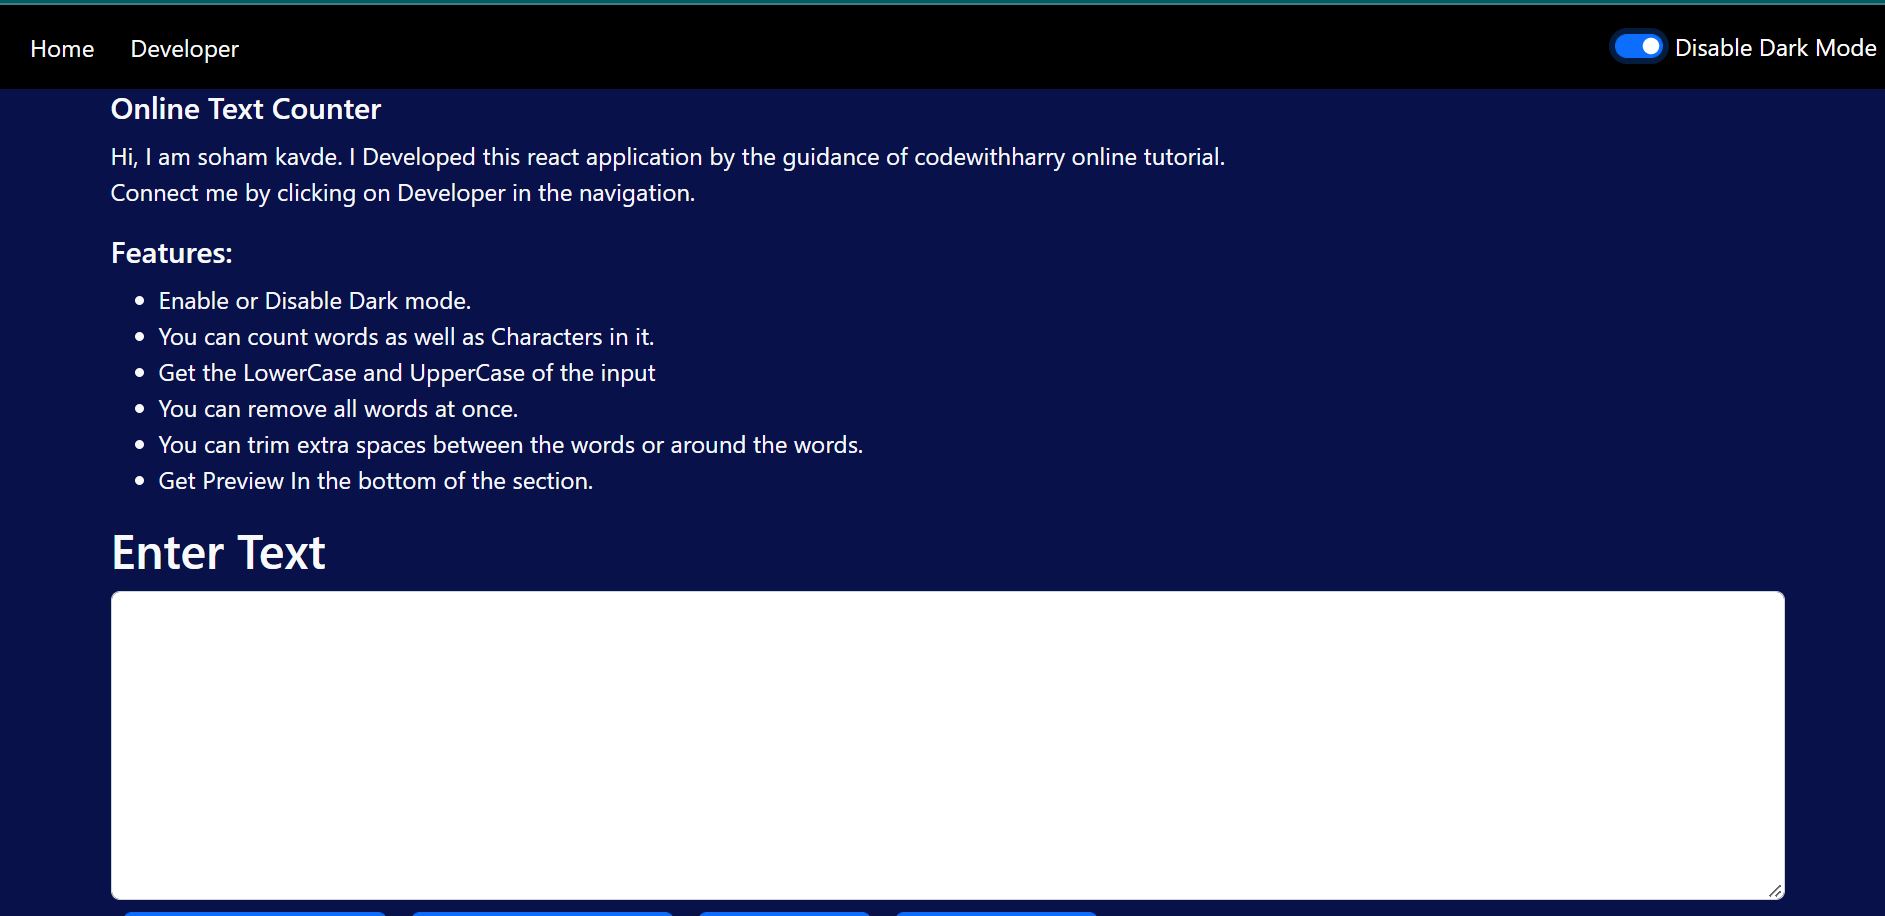 Home Developer Disable Dark Mode
Online Text Counter
Hi, I am soham kavde. I Developed this react application by the guidance of codewithharry online tutorial.
Connect me by clicking on Developer in the navigation.
Features:
Enable or Disable Dark mode.
You can count words as well as Characters in it.
Get the LowerCase and UpperCase of the input
You can remove all words at once.
You can trim extra spaces between the words or around the words.
Get Preview In the bottom of the section.
Enter Text